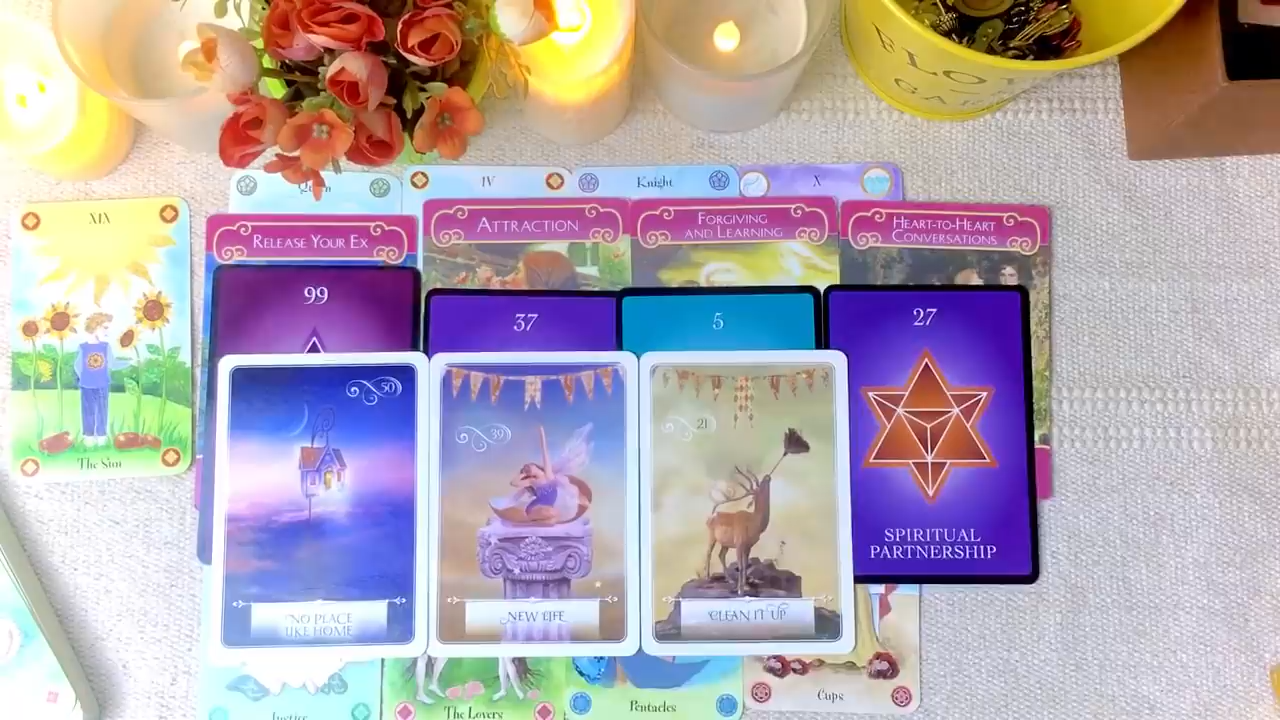 Knight
IV
X
XIX
RELEASE YOUR EX
ATTRACTION
FORGIVING
AND LEARNING
HEART-TO-HEART
CONVERSATIONS
99
37
5
27
50
39
21
The Sun
SPIRITUAL
PARTNERSHIP
NO PLACE
LIKE HOME
NEW LIFE
CLEAN IT UP
Justice
The Lovers
Pentacles
Cups